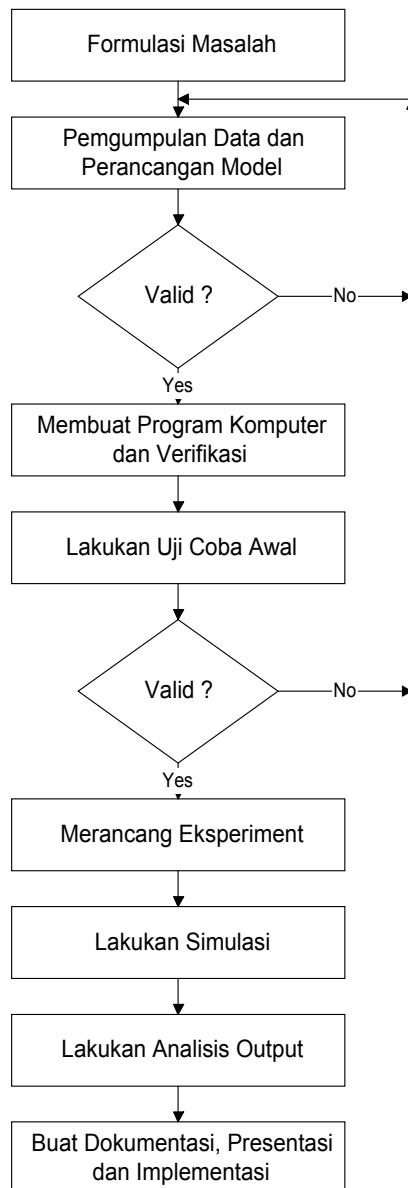 Formulasi Masalah
Pemgumpulan Data dan
Perancangan Model
Valid ?
No
Yes
Membuat Program Komputer
dan Verifikasi
Lakukan Uji Coba Awal
Valid ?
No
Yes
Merancang Eksperiment
Lakukan Simulasi
Lakukan Analisis Output
Buat Dokumentasi, Presentasi
dan Implementasi